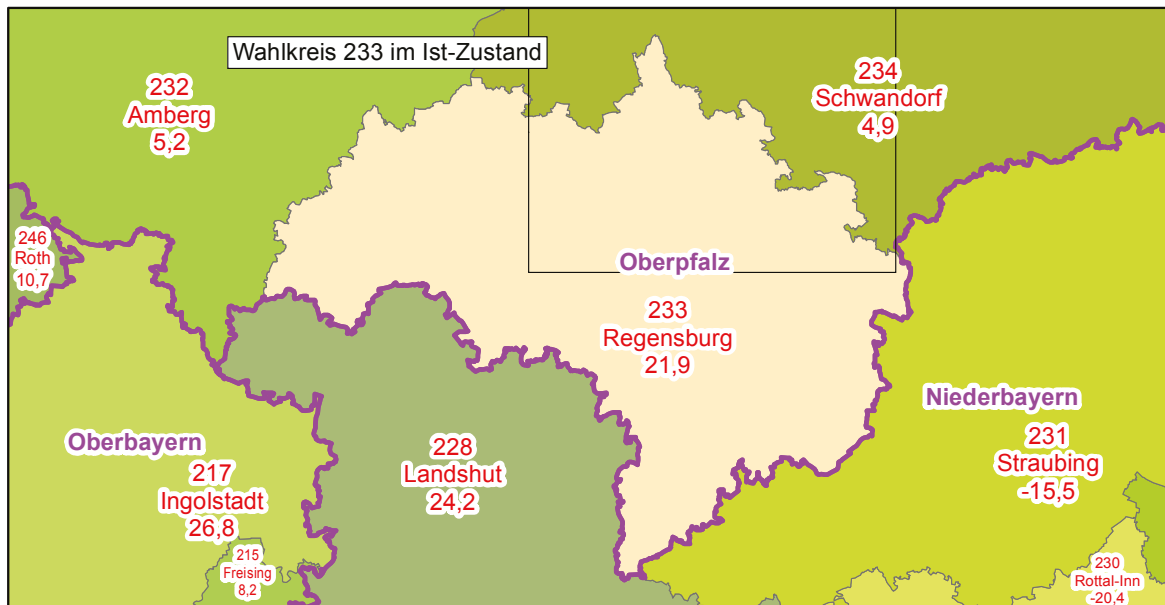 Wahlkreis 233 im Ist-Zustand
232
Amberg
5,2
234
Schwandorf
4,9
246
Roth
10,7
Oberpfalz
233
Regensburg
21,9
Niederbayern
231
Straubing
-15,5
Oberbayern
217
Ingolstadt
26,8
228
Landshut
24,2
215
Freising
8,2
230
Rottal-Inn
-20,4